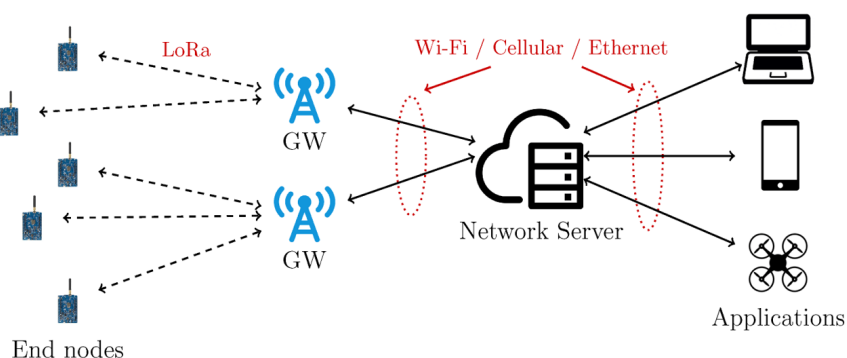 LoRa
Wi-Fi / Cellular / Ethernet
GW
GW
Network Server
Applications
End nodes